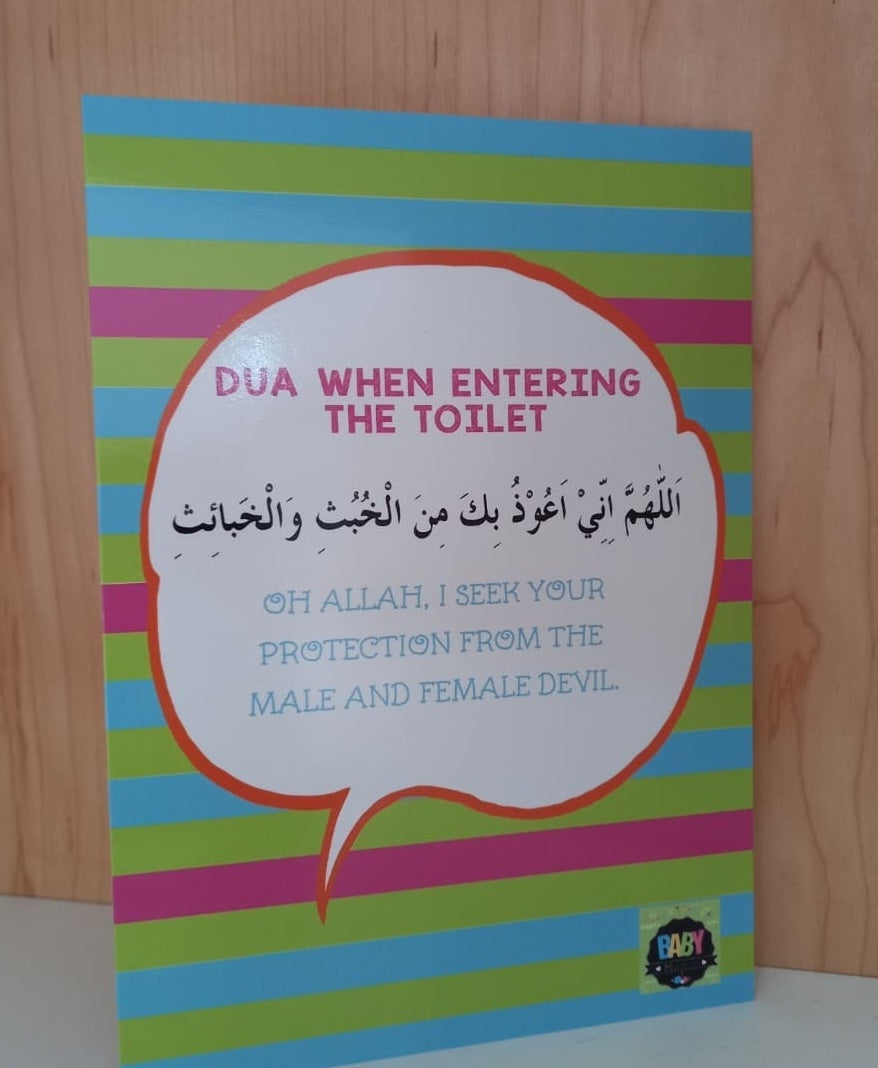 DUA WHEN ENTERING
THE TOILET
اَللّٰهُمَّ اِنِّيْ اَعُوْذُ بِكَ مِنَ الْخُبُثِ وَالْخَبائِثِ
OH ALLAH, I SEEK YOUR
PROTECTION FROM THE
MALE AND FEMALE DEVIL.
BABY